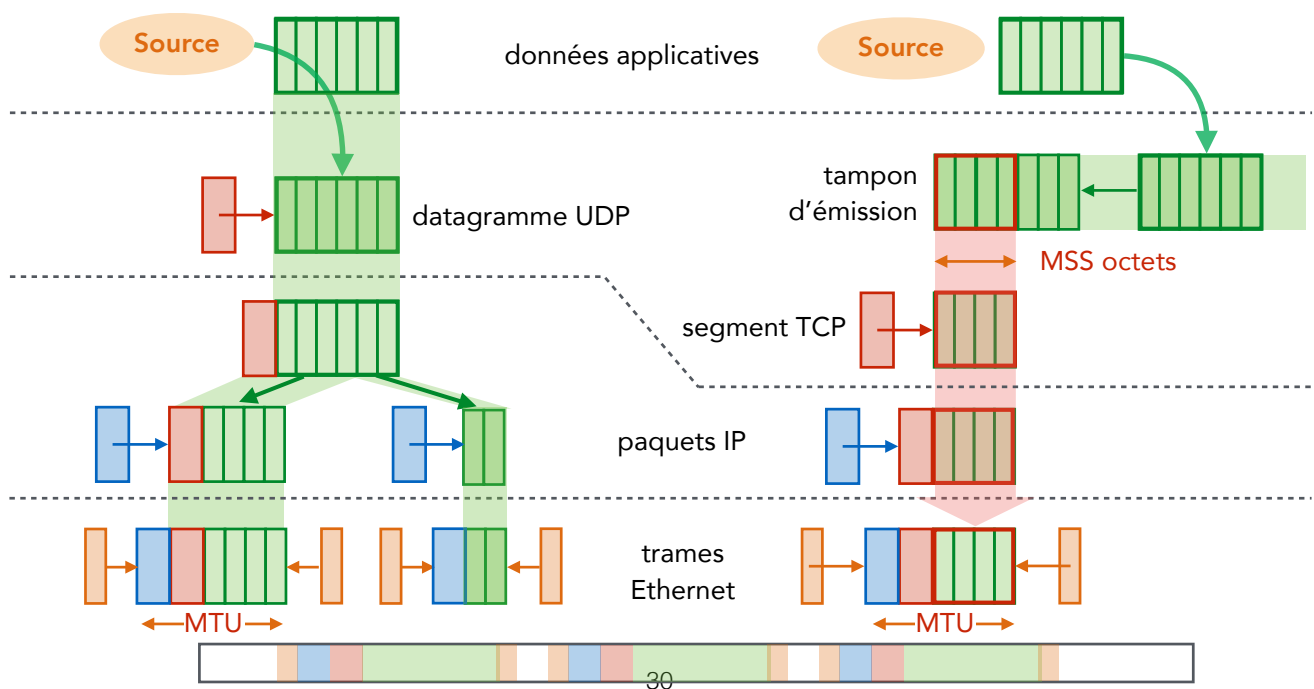 Source
données applicatives
Source
tampon
d'émission
datagramme UDP
MSS octets
segment TCP
paquets IP
trames
Ethernet
MTU
MTU
30